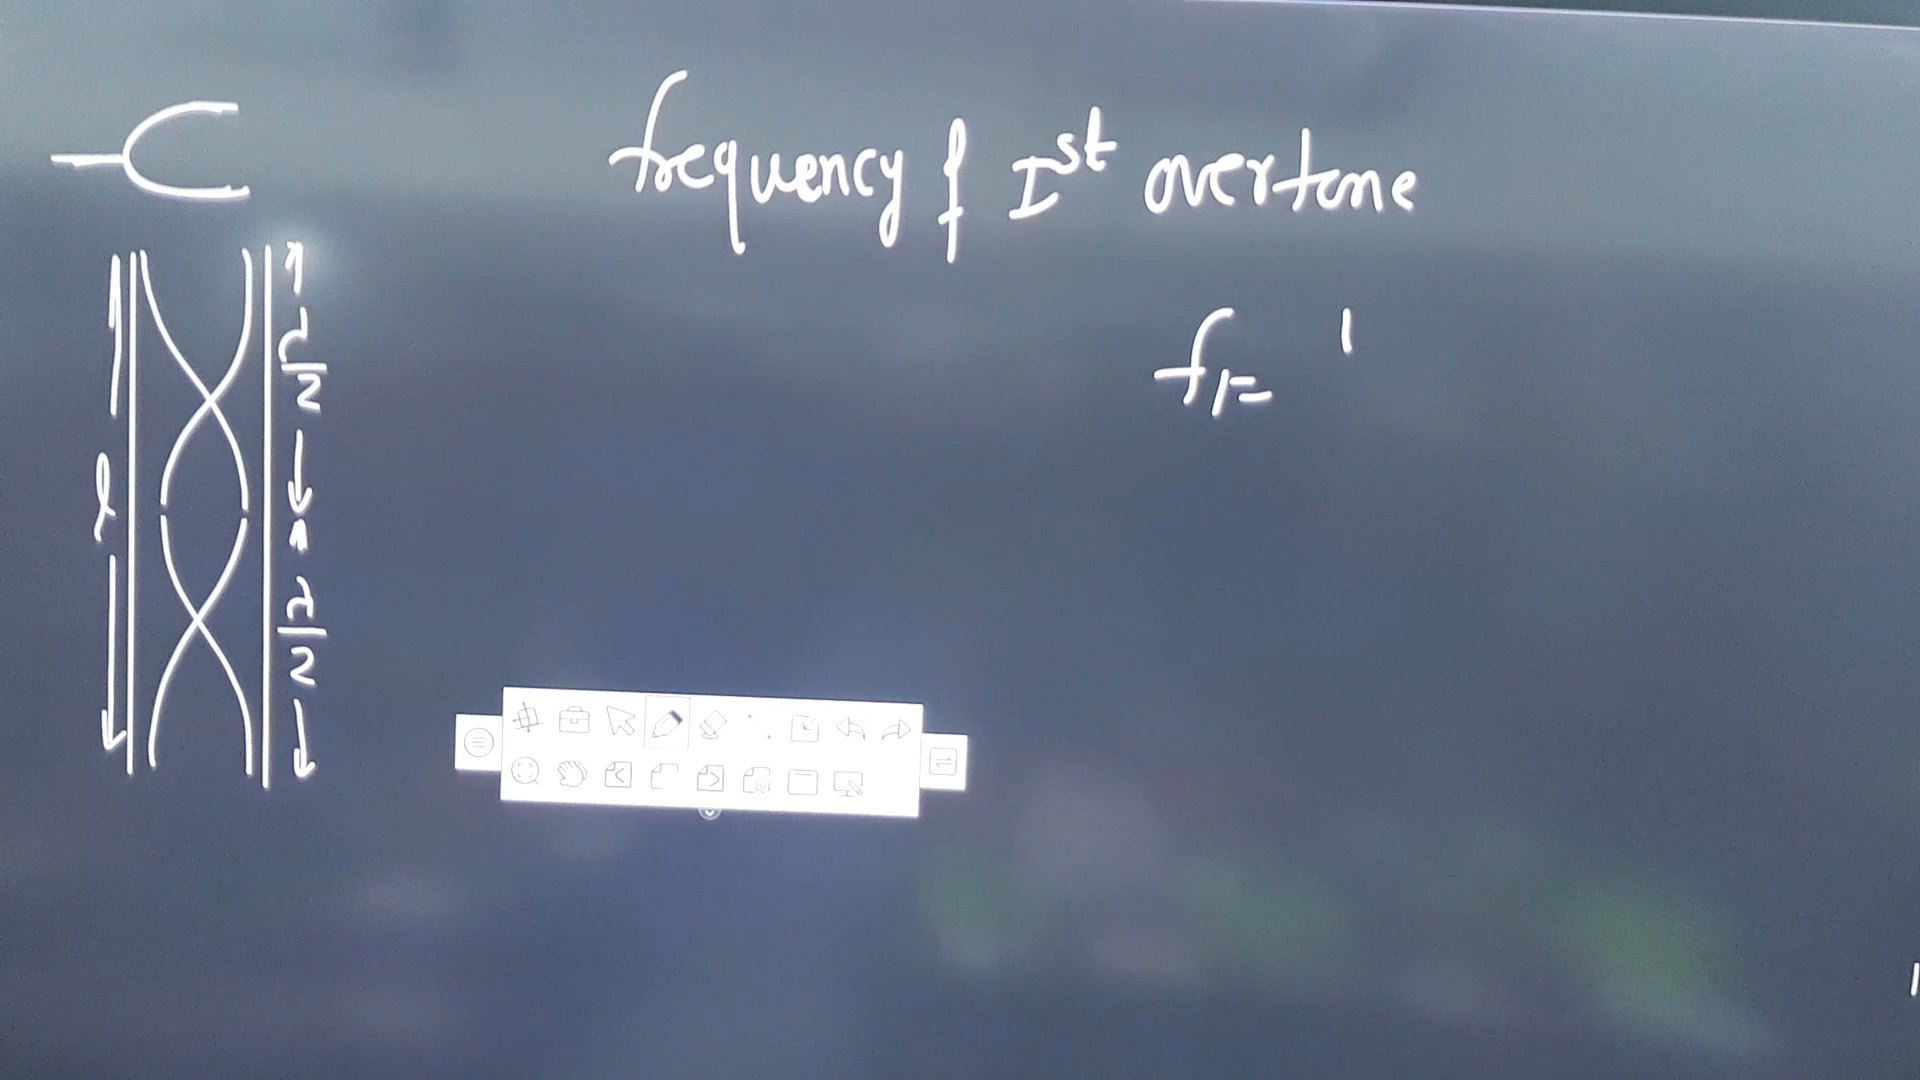 frequency of Ist overtone
f1=
l
λ/2
λ/2